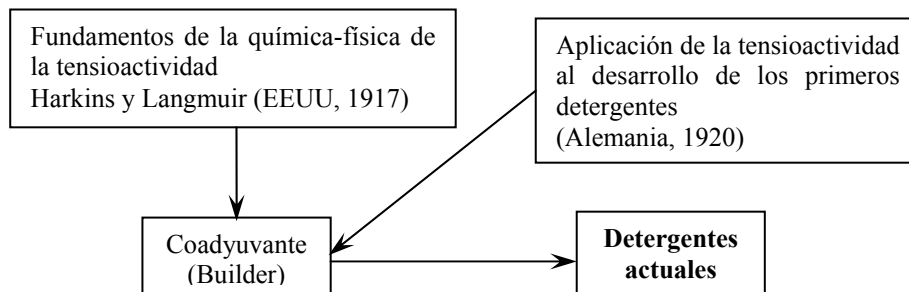 Fundamentos de la química-física de
la tensioactividad
Harkins y Langmuir (EEUU, 1917)
Aplicación de la tensioactividad
al desarrollo de los primeros
detergentes
(Alemania, 1920)
Coadyuvante
(Builder)
Detergentes
actuales